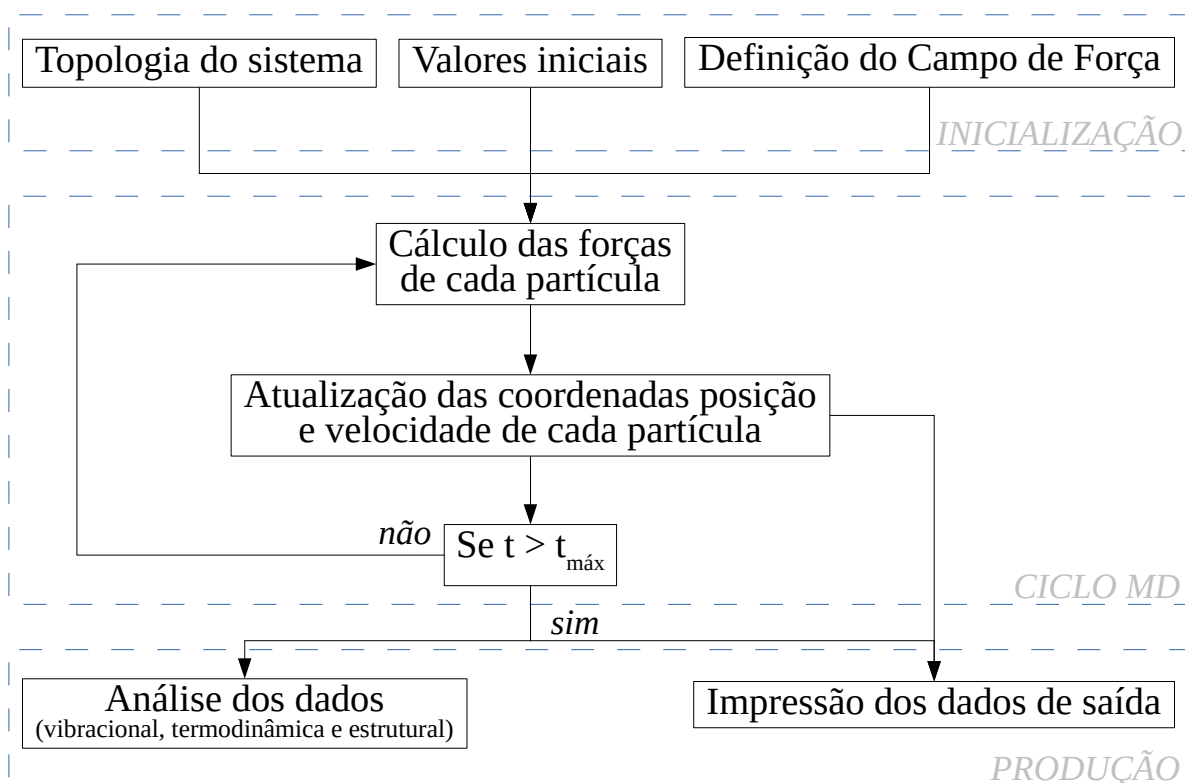 Topologia do sistema
Valores iniciais
Definição do Campo de Força
INICIALIZAÇÃO
Cálculo das forças
de cada partícula
Atualização das coordenadas posição
e velocidade de cada partícula
não
Se t > tmáx
CICLO MD
sim
Análise dos dados
(vibracional, termodinâmica e estrutural)
Impressão dos dados de saída
PRODUÇÃO